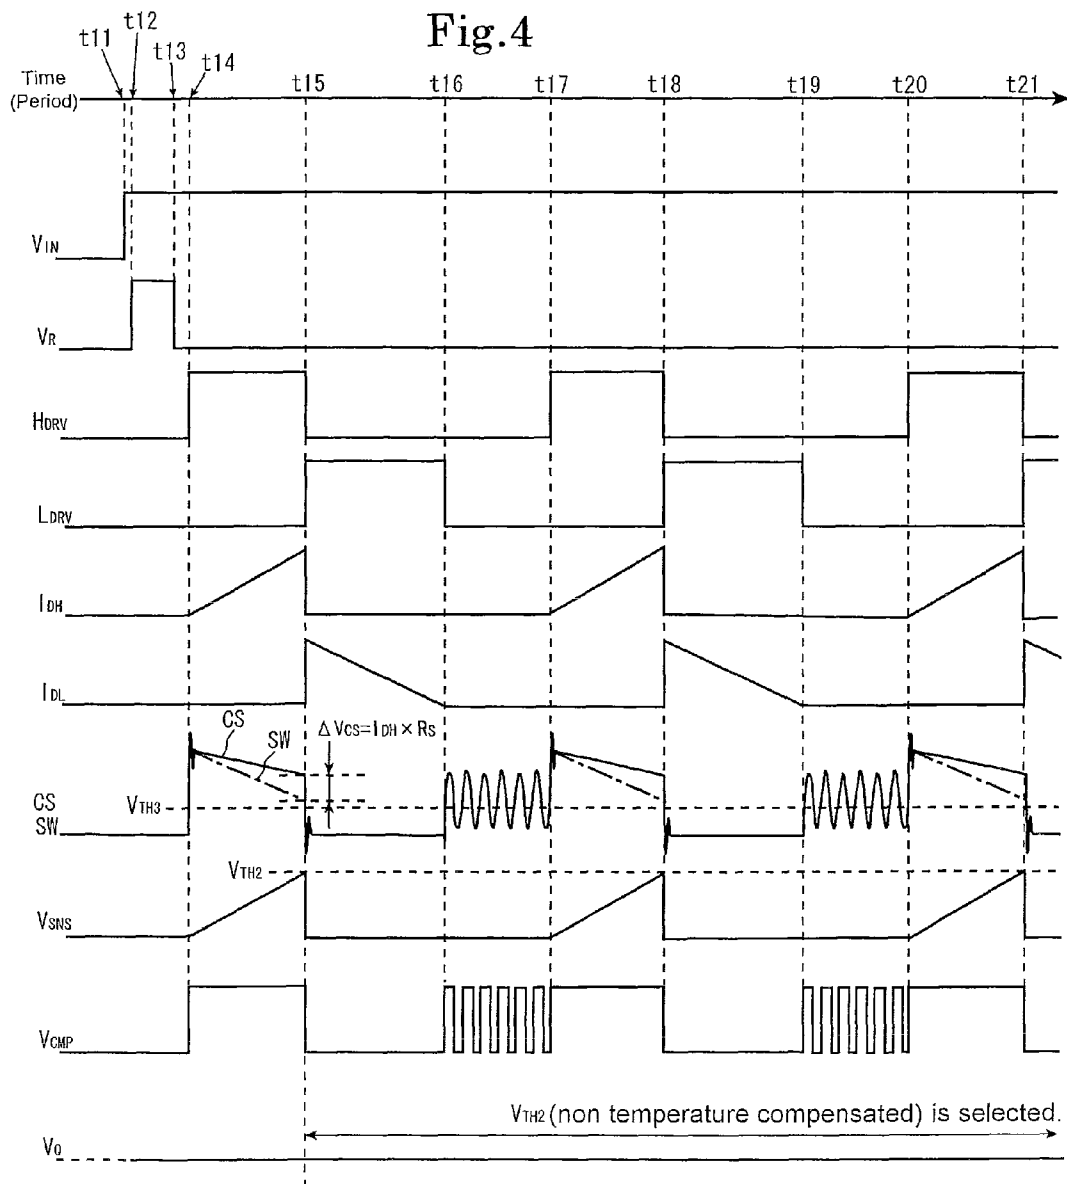 Fig.4
t11 t12 t13 t14 t15 t16 t17 t18 t19 t20 t21
Time
(Period)
VIN
VR
HDRV
LDRV
IDH
IDL
CS SW ΔVCS=IDH×RS
CS
SW
VTH3
VTH2
VSNS
VCMP
VTH2 (non temperature compensated) is selected.
VQ